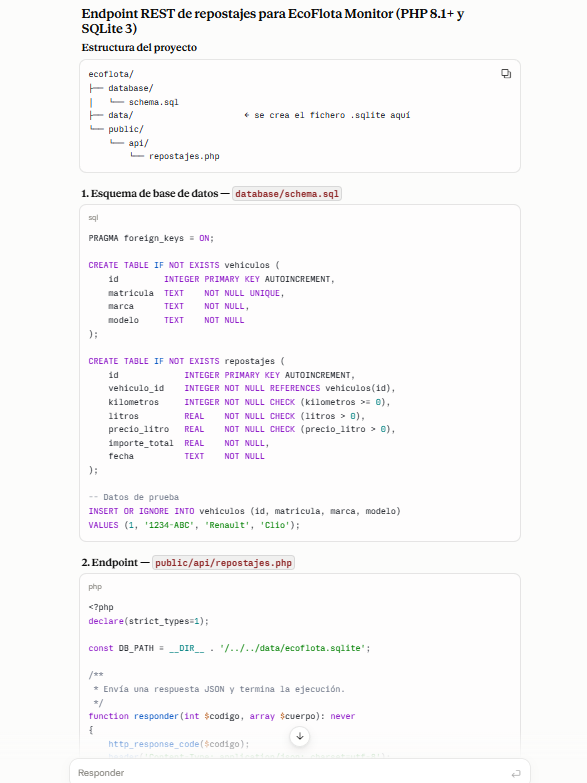 Endpoint REST de repostajes para EcoFlota Monitor (PHP 8.1+ y
SQLite 3)
Estructura del proyecto
ecoflota/
├── database/
│   └── schema.sql
├── data/                     ← se crea el fichero .sqlite aquí
└── public/
    └── api/
        └── repostajes.php
1. Esquema de base de datos — database/schema.sql
sql
PRAGMA foreign_keys = ON;
CREATE TABLE IF NOT EXISTS vehiculos (
    id         INTEGER PRIMARY KEY AUTOINCREMENT,
    matricula  TEXT    NOT NULL UNIQUE,
    marca      TEXT    NOT NULL,
    modelo     TEXT    NOT NULL
);
CREATE TABLE IF NOT EXISTS repostajes (
    id             INTEGER PRIMARY KEY AUTOINCREMENT,
    vehiculo_id    INTEGER NOT NULL REFERENCES vehiculos(id),
    kilometros     INTEGER NOT NULL CHECK (kilometros >= 0),
    litros         REAL    NOT NULL CHECK (litros > 0),
    precio_litro   REAL    NOT NULL CHECK (precio_litro > 0),
    importe_total  REAL    NOT NULL,
    fecha          TEXT    NOT NULL
);
-- Datos de prueba
INSERT OR IGNORE INTO vehiculos (id, matricula, marca, modelo)
VALUES (1, '1234-ABC', 'Renault', 'Clio');
2. Endpoint — public/api/repostajes.php
php
<?php
declare(strict_types=1);
const DB_PATH = __DIR__ . '/../../data/ecoflota.sqlite';
/**
 * Envía una respuesta JSON y termina la ejecución.
 */
function responder(int $codigo, array $cuerpo): never
{
    http_response_code($codigo);
Responder